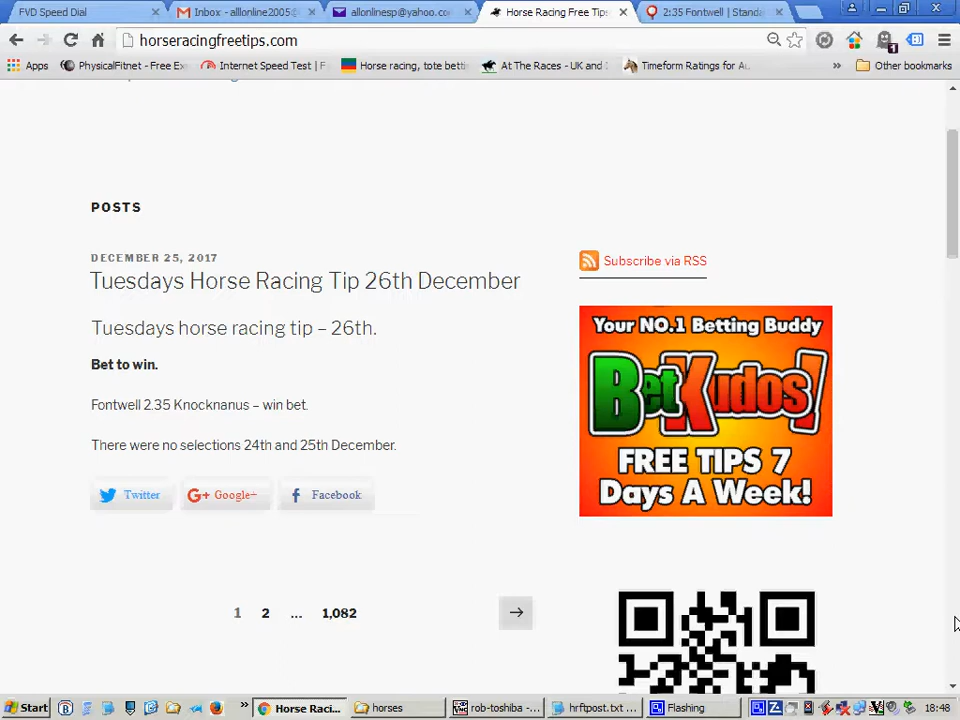 FVD Speed Dial
Inbox - alllonline2005@
allonlinesp@yahoo.co
Horse Racing Free Tips
2:35 Fontwell | Standa
horseracingfreetips.com
1
Apps
PhysicalFitnet - Free Ex
Internet Speed Test | F
Horse racing, tote betti
At The Races - UK and
Timeform Ratings for Au
»
Other bookmarks
POSTS
DECEMBER 25, 2017
Tuesdays Horse Racing Tip 26th December
Tuesdays horse racing tip – 26th.
Bet to win.
Fontwell 2.35 Knocknanus – win bet.
There were no selections 24th and 25th December.
Twitter
G+ Google+
Facebook
1 2 ... 1,082
→
Subscribe via RSS
Your NO.1 Betting Buddy
BetKudos!
FREE TIPS 7
Days A Week!
Start
»
Horse Raci...
horses
rob-toshiba -...
hrftpost.txt ...
Flashing
18:48